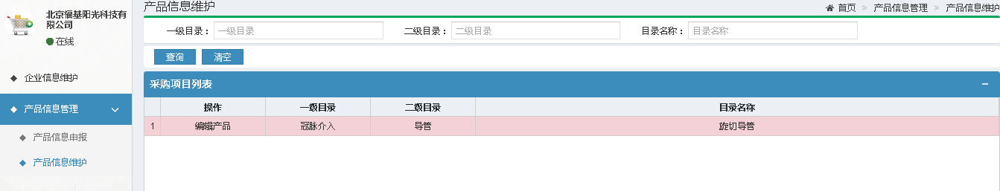 北京福基阳光科技有
限公司
在线
企业信息维护
产品信息管理
产品信息申报
产品信息维护
产品信息维护
首页 > 产品信息管理 > 产品信息维护
一级目录： 一级目录 二级目录： 二级目录 目录名称： 目录名称
查询 清空
采购项目列表
操作 一级目录 二级目录 目录名称
1 编辑产品 冠脉介入 导管 旋切导管